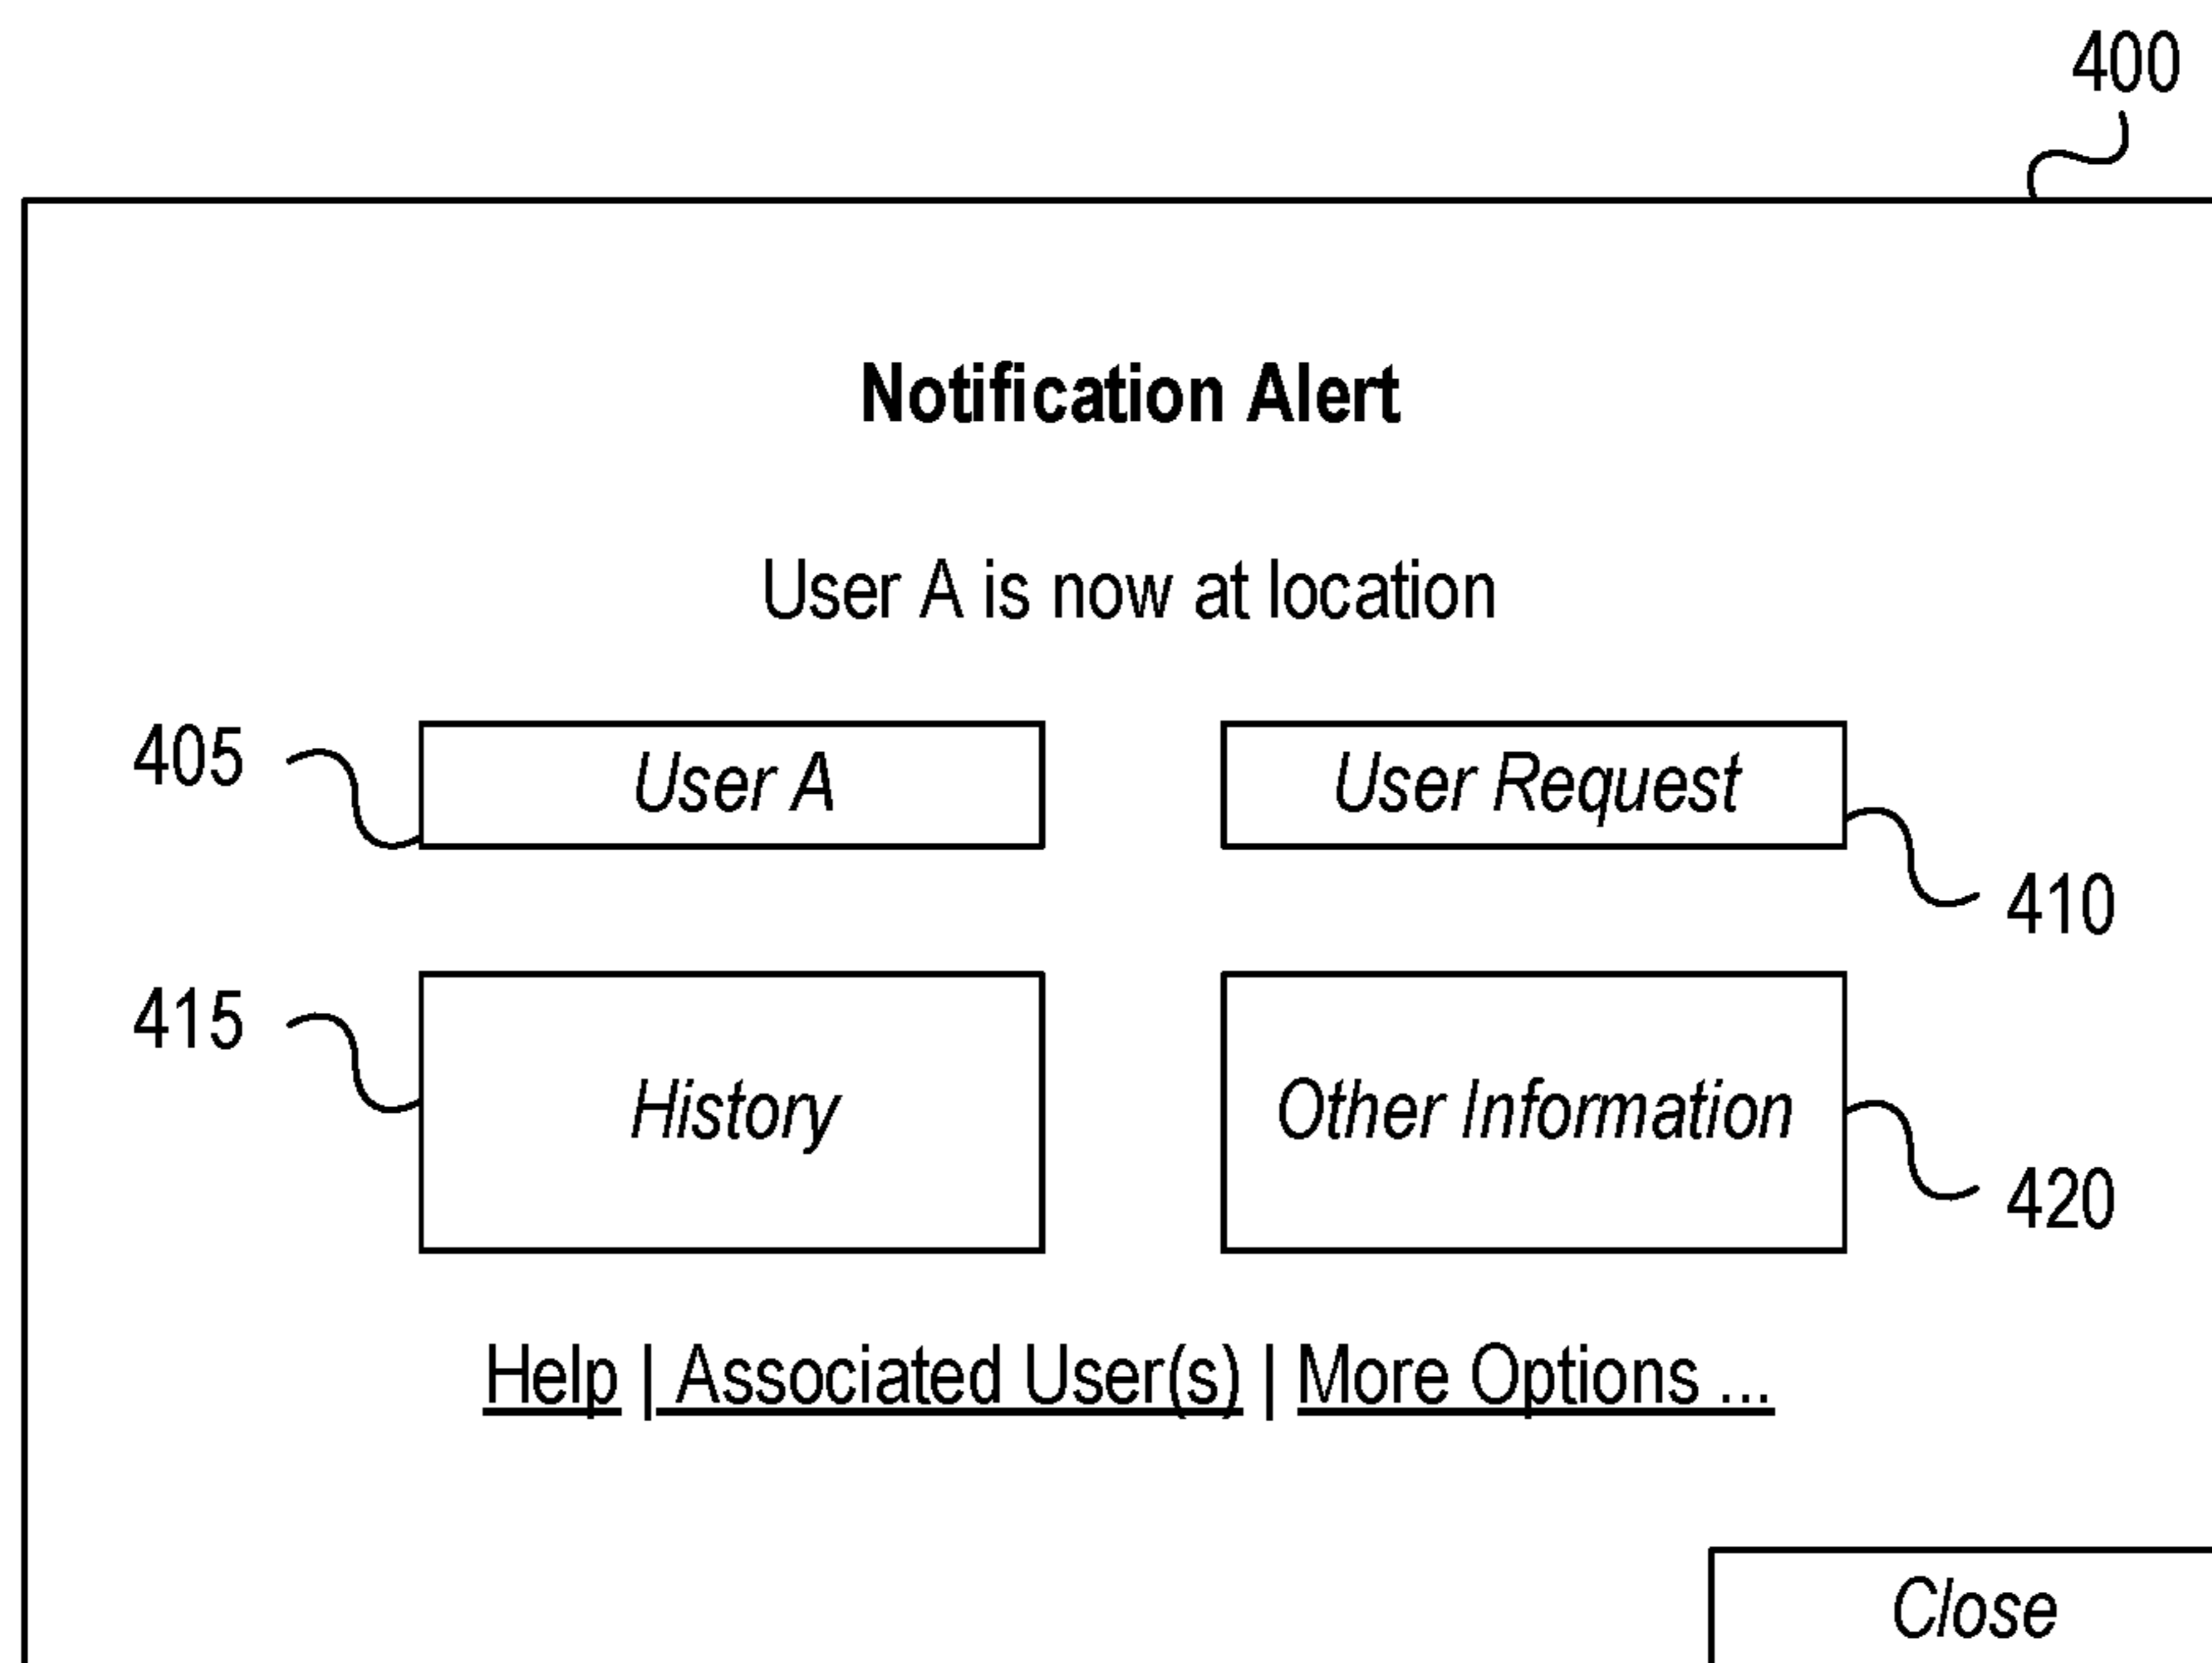 400
Notification Alert
User A is now at location
405 User A User Request
410
415 History Other Information
420
Help | Associated User(s) | More Options ...
Close